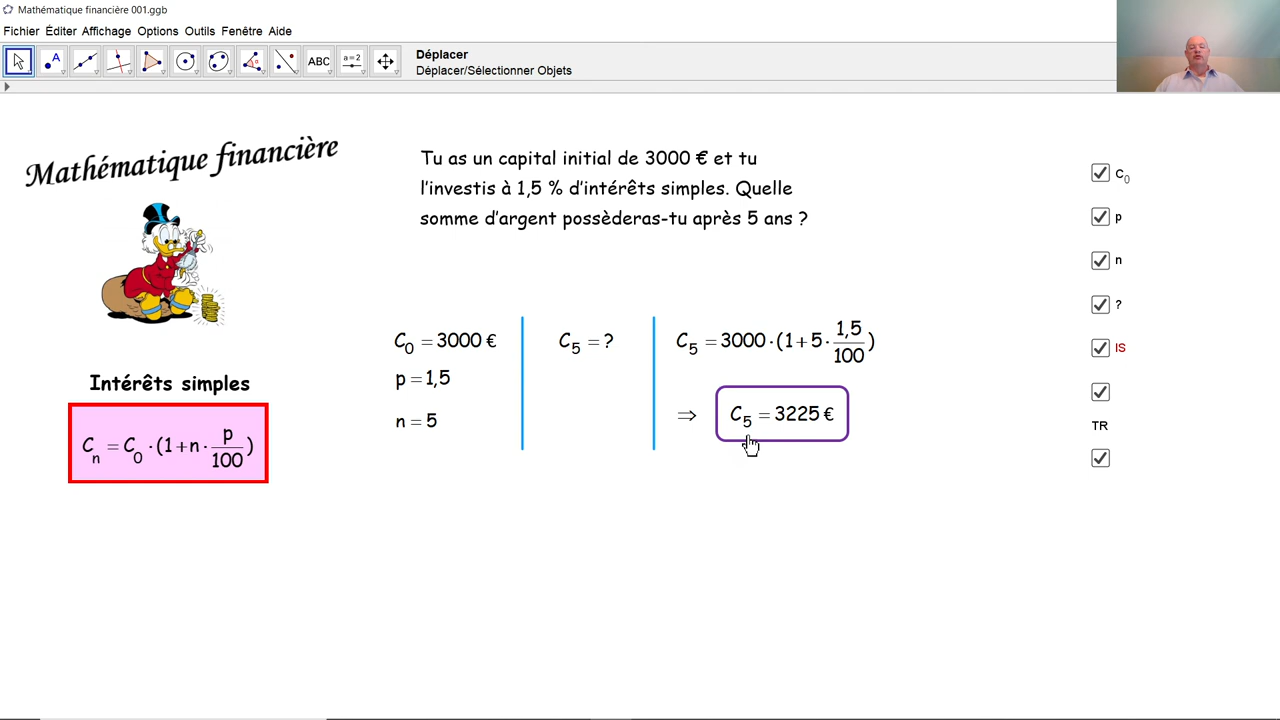 Mathématique financière 001.ggb
Fichier Éditer Affichage Options Outils Fenêtre Aide
A
ABC
a=2
Déplacer
Déplacer/Sélectionner Objets
Mathématique financière
Tu as un capital initial de 3000 € et tu
l'investis à 1,5 % d'intérêts simples. Quelle
somme d'argent possèderas-tu après 5 ans ?
C₀ = 3000 €
p = 1,5
n = 5
C₅ = ?
C₅ = 3000 · (1 + 5 · 1,5/100)
⇒ C₅ = 3225 €
Intérêts simples
Cₙ = C₀ · (1 + n · p/100)
C₀
p
n
?
IS
TR